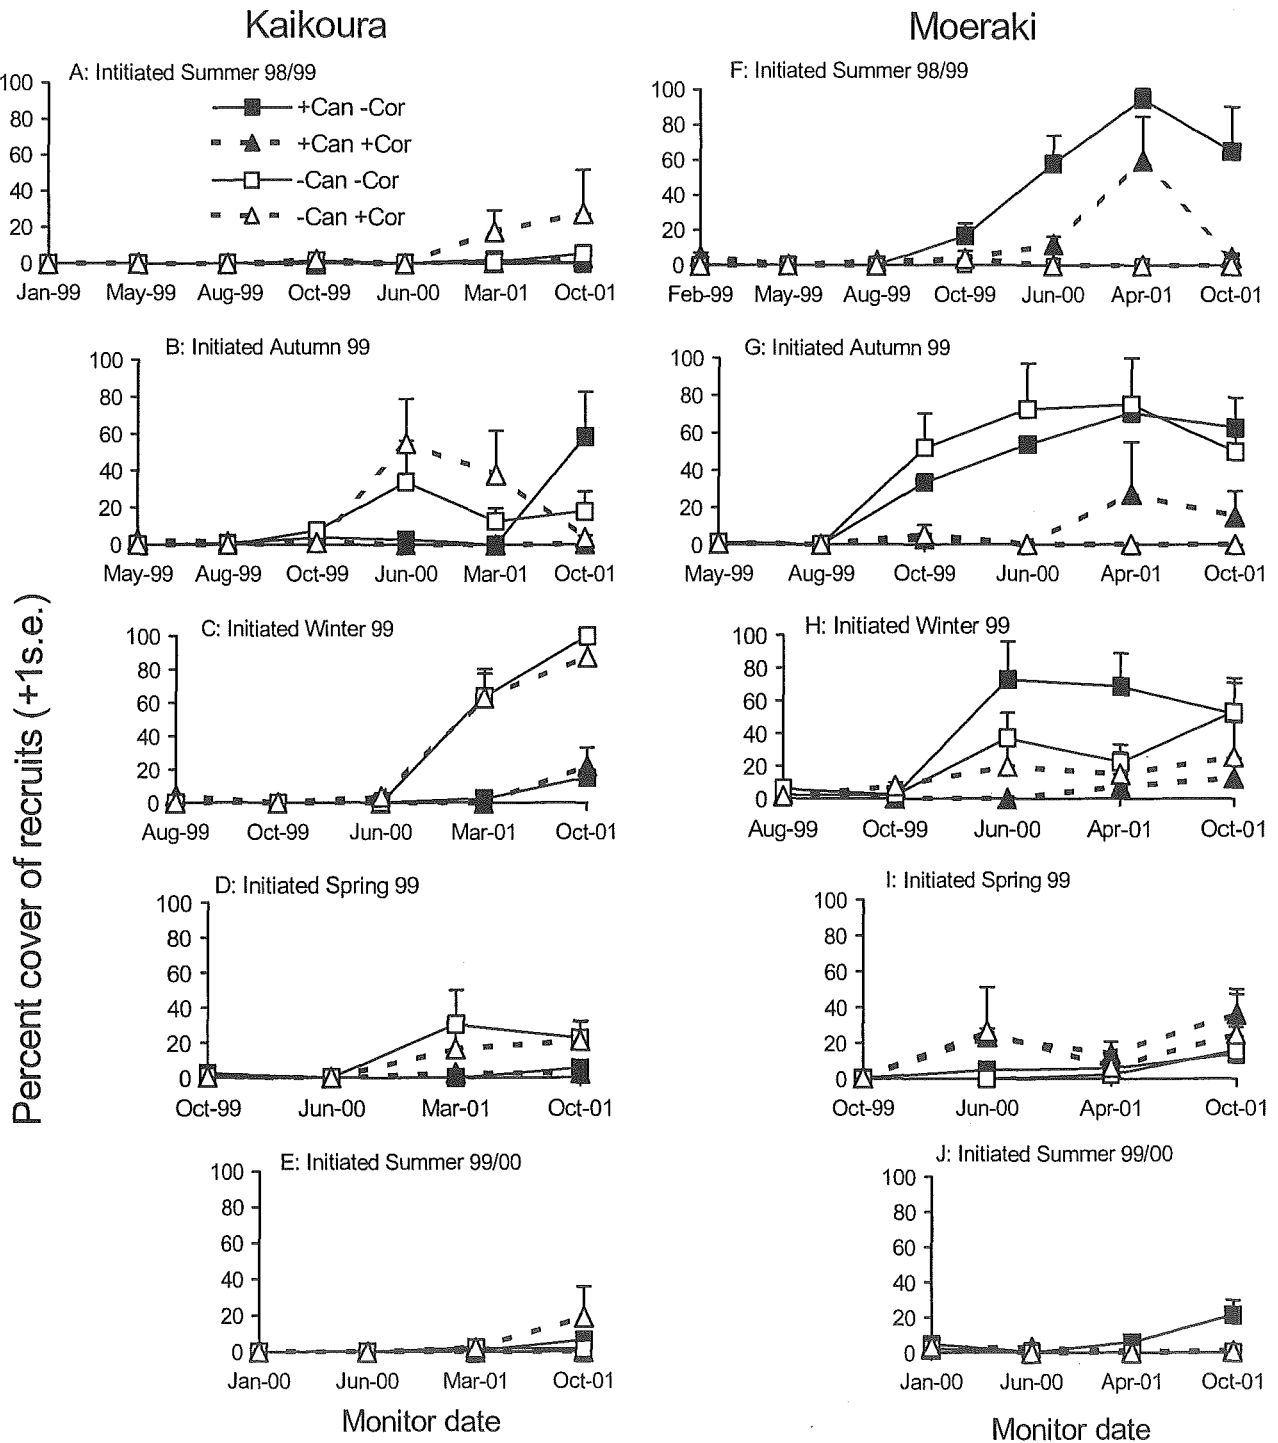 Kaikoura
Moeraki
A: Intitiated Summer 98/99
100
80
60
40
20
0
+Can -Cor
+Can +Cor
-Can -Cor
-Can +Cor
Jan-99 May-99 Aug-99 Oct-99 Jun-00 Mar-01 Oct-01
F: Initiated Summer 98/99
100
80
60
40
20
0
Feb-99 May-99 Aug-99 Oct-99 Jun-00 Apr-01 Oct-01
B: Initiated Autumn 99
100
80
60
40
20
0
May-99 Aug-99 Oct-99 Jun-00 Mar-01 Oct-01
G: Initiated Autumn 99
100
80
60
40
20
0
May-99 Aug-99 Oct-99 Jun-00 Apr-01 Oct-01
Percent cover of recruits (+1s.e.)
C: Initiated Winter 99
100
80
60
40
20
0
Aug-99 Oct-99 Jun-00 Mar-01 Oct-01
H: Initiated Winter 99
100
80
60
40
20
0
Aug-99 Oct-99 Jun-00 Apr-01 Oct-01
D: Initiated Spring 99
100
80
60
40
20
0
Oct-99 Jun-00 Mar-01 Oct-01
I: Initiated Spring 99
100
80
60
40
20
0
Oct-99 Jun-00 Apr-01 Oct-01
E: Initiated Summer 99/00
100
80
60
40
20
0
Jan-00 Jun-00 Mar-01 Oct-01
Monitor date
J: Initiated Summer 99/00
100
80
60
40
20
0
Jan-00 Jun-00 Apr-01 Oct-01
Monitor date